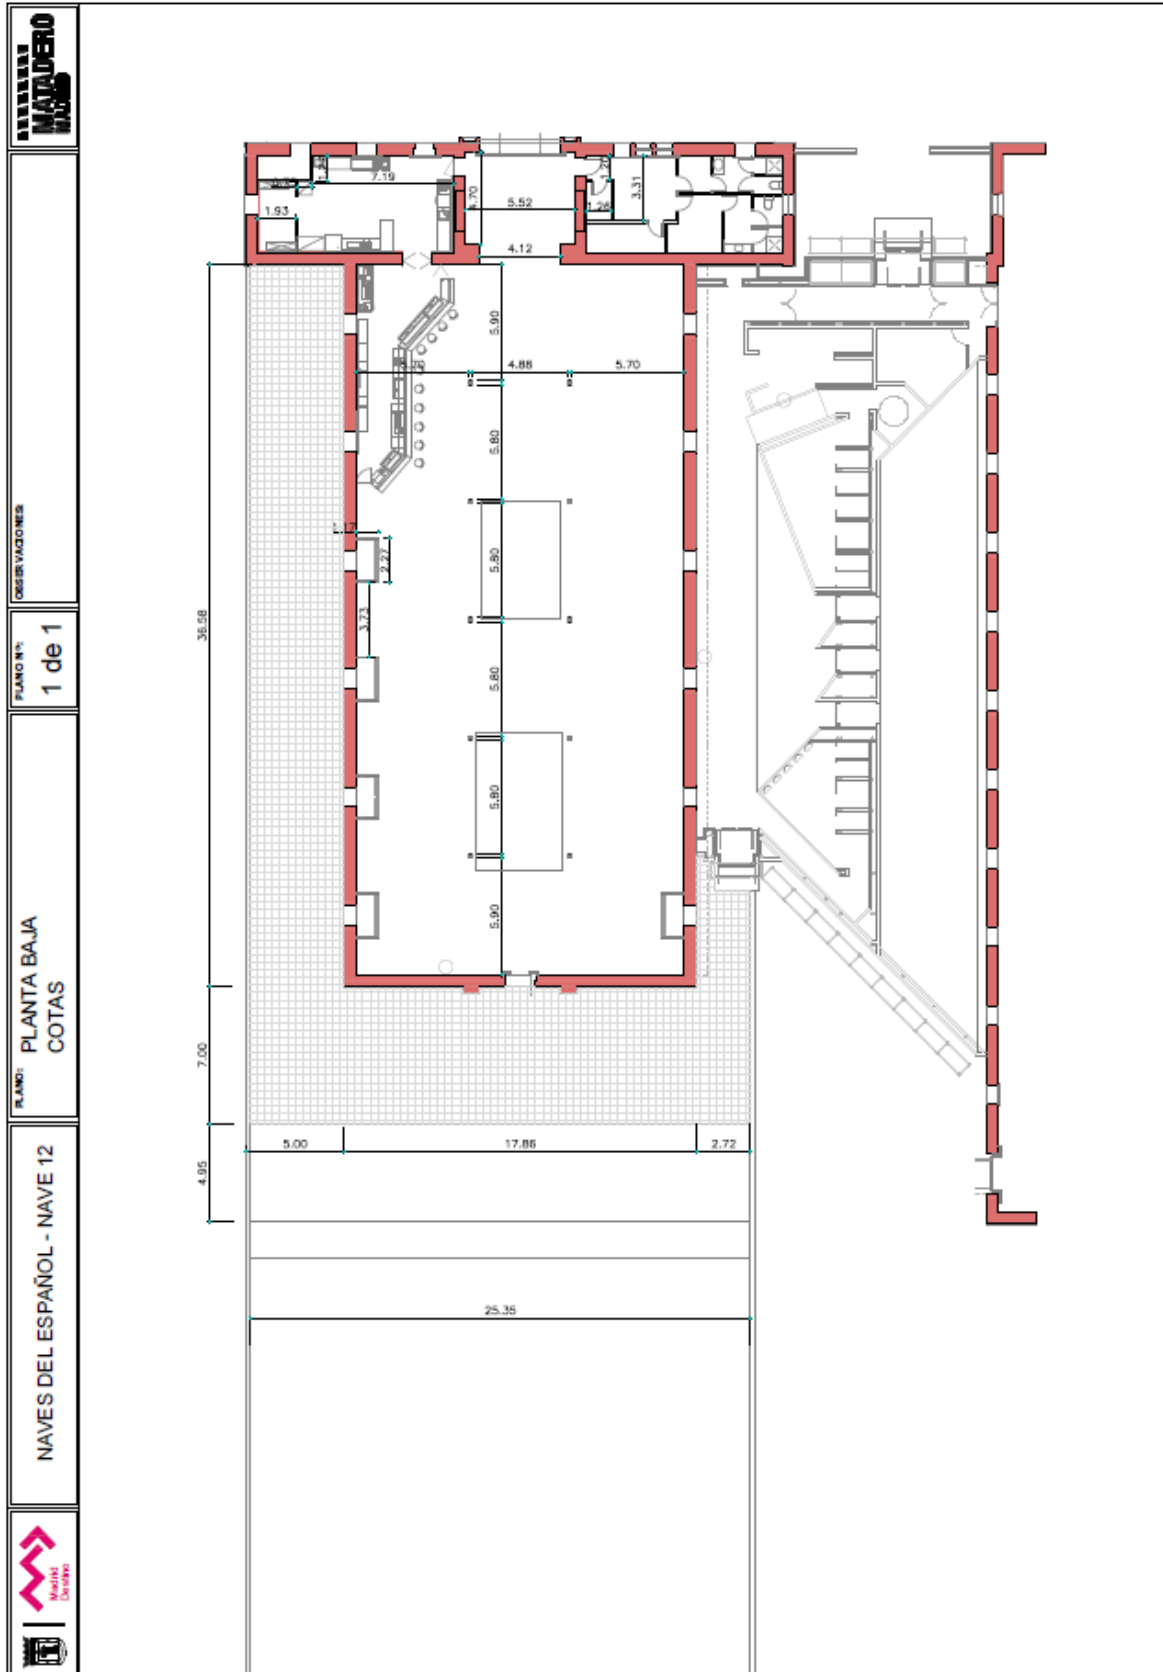 MATADERO
MADRID
OBSERVACIONES:
PLANO Nº:
1 de 1
PLANO:
PLANTA BAJA
COTAS
NAVES DEL ESPAÑOL - NAVE 12
Madrid
Destino
7.19
1.93
4.70
5.52
4.12
1.26
3.31
5.90
4.88
5.70
5.80
5.80
2.27
3.73
5.80
5.80
5.90
36.58
7.00
4.95
5.00
17.86
2.72
25.35